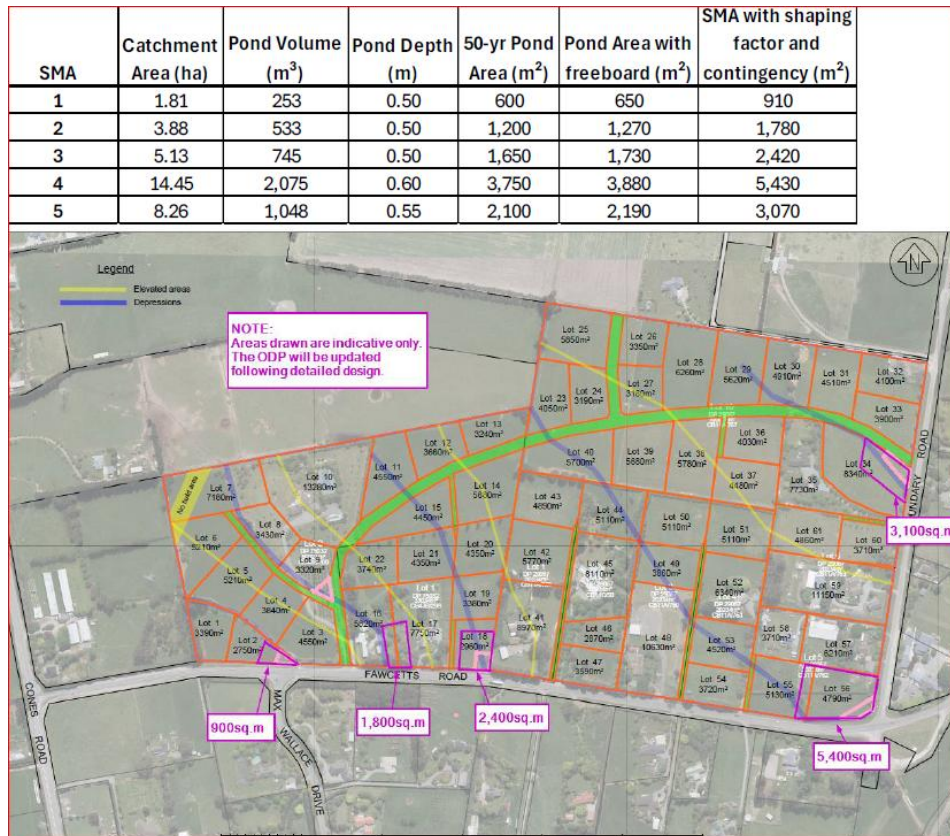 SMA Catchment Area (ha) Pond Volume (m³) Pond Depth (m) 50-yr Pond Area (m²) Pond Area with freeboard (m²) SMA with shaping factor and contingency (m²)
1 1.81 253 0.50 600 650 910
2 3.88 533 0.50 1,200 1,270 1,780
3 5.13 745 0.50 1,650 1,730 2,420
4 14.45 2,075 0.60 3,750 3,880 5,430
5 8.26 1,048 0.55 2,100 2,190 3,070
Legend
Elevated areas
Depressions
NOTE:
Areas drawn are indicative only.
The ODP will be updated
following detailed design.
N
Lot 25
5850m²
Lot 26
3350m²
Lot 28
6260m²
Lot 29
5620m²
Lot 30
4910m²
Lot 31
4510m²
Lot 32
4100m²
Lot 23
4050m²
Lot 24
3190m²
Lot 27
Lot 33
3900m²
Lot 13
3240m²
Lot 12
3660m²
Lot 11
4550m²
Lot 10
13280m²
Lot 7
7160m²
No build area
Lot 40
5700m²
Lot 39
5660m²
Lot 38
5780m²
Lot 36
4030m²
Lot 34
8340m²
Lot 35
7730m²
Lot 37
4480m²
Lot 14
Lot 15
4450m²
Lot 43
4890m²
Lot 44
5110m²
Lot 50
5110m²
Lot 51
5110m²
Lot 61
4860m²
Lot 60
3710m²
Lot 8
3430m²
Lot 6
Lot 5
5210m²
Lot 9
Lot 22
3740m²
Lot 21
4350m²
Lot 20
4350m²
Lot 42
5770m²
Lot 45
8110m²
Lot 49
Lot 52
6340m²
Lot 59
11150m²
Lot 4
3840m²
Lot 1
3390m²
Lot 2
2750m²
Lot 3
4550m²
Lot 16
Lot 17
7750m²
Lot 19
Lot 18
2960m²
Lot 41
Lot 46
Lot 47
3590m²
Lot 48
10630m²
Lot 53
4520m²
Lot 54
3720m²
Lot 58
3710m²
Lot 57
6210m²
Lot 55
5130m²
Lot 56
4790m²
3,100sq.m
900sq.m
1,800sq.m
2,400sq.m
5,400sq.m
FAWCETTS ROAD
CONES ROAD
MAX WALLACE DRIVE
UNDARY ROAD